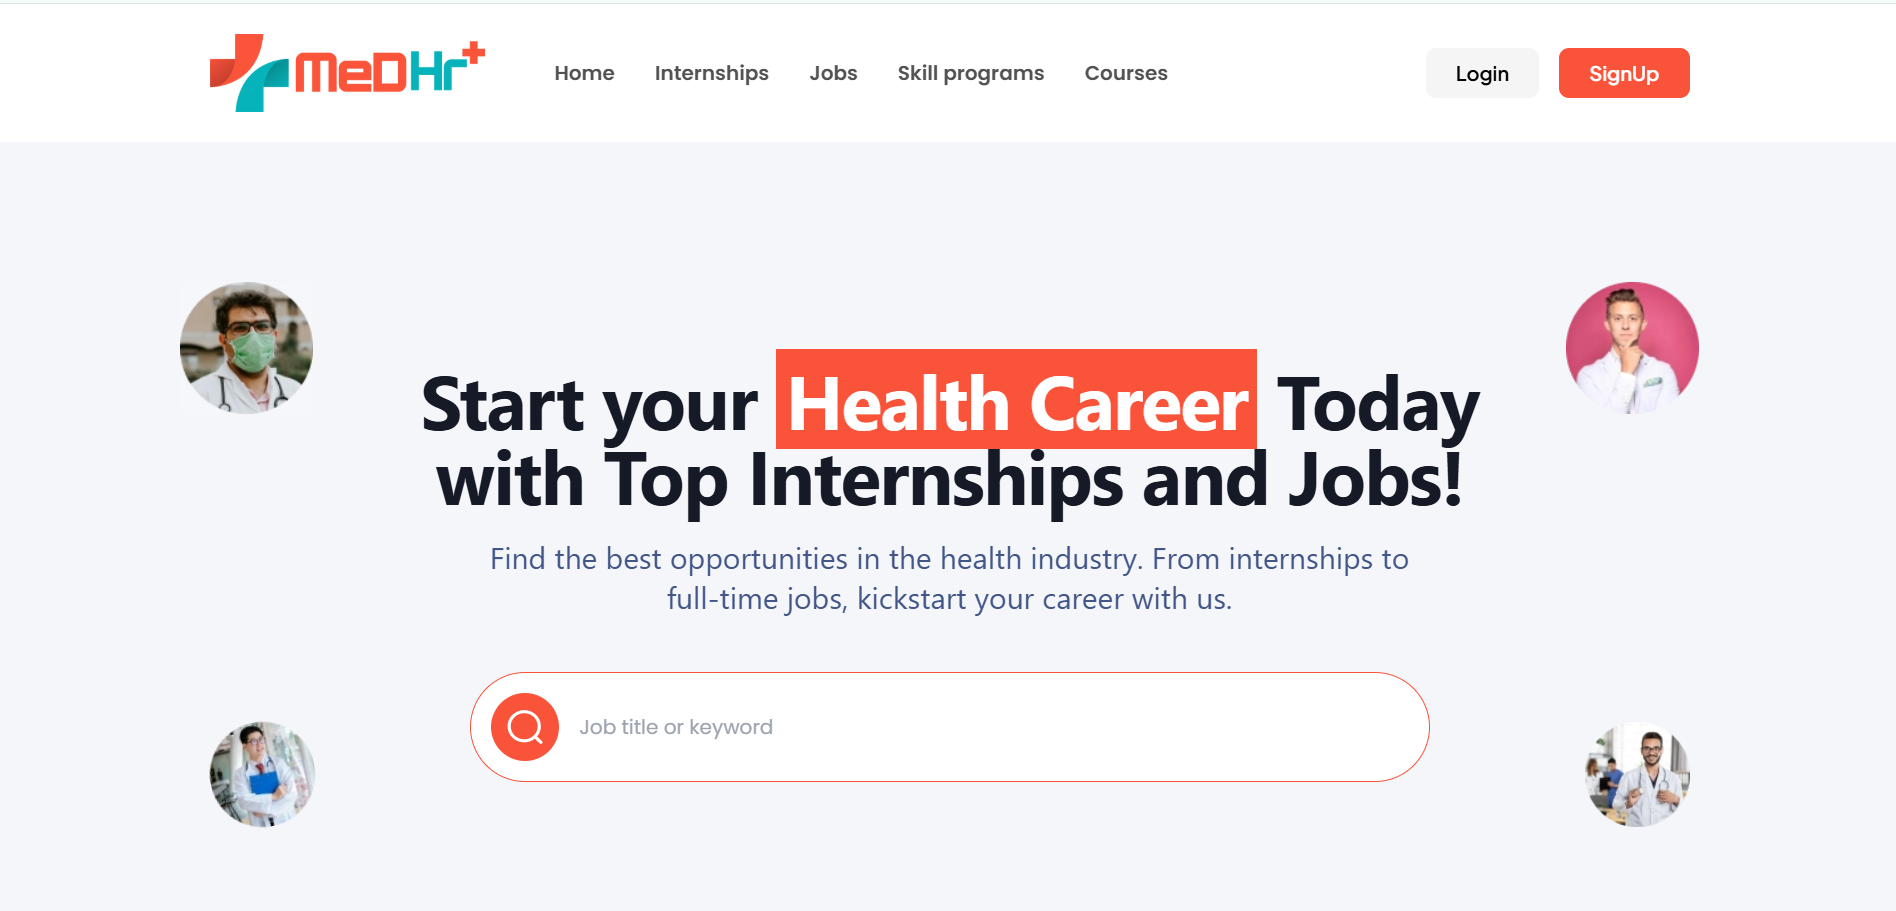 MeDHr+
Home
Internships
Jobs
Skill programs
Courses
Login
SignUp
Start your Health Career Today
with Top Internships and Jobs!
Find the best opportunities in the health industry. From internships to
full-time jobs, kickstart your career with us.
Job title or keyword